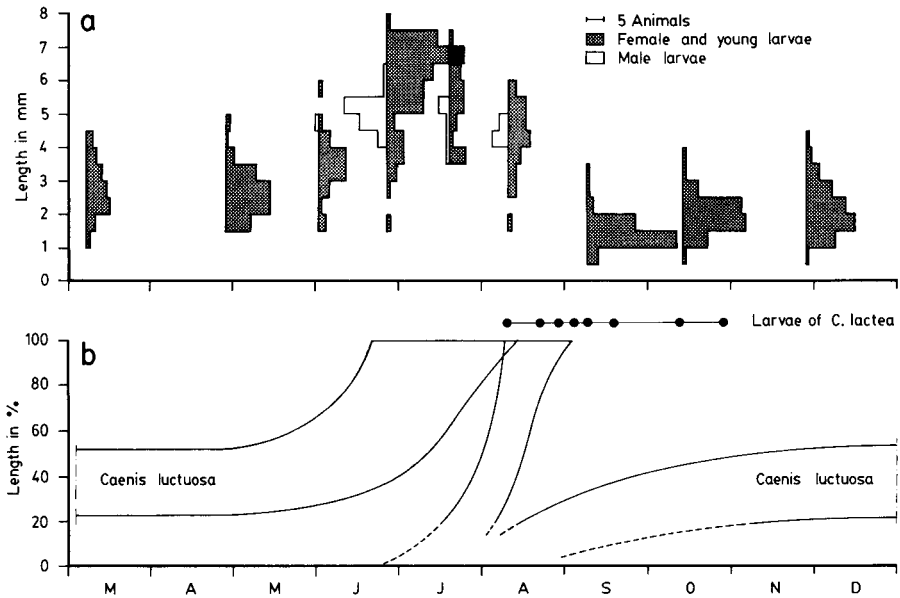 a
5 Animals
Female and young larvae
Male larvae
Length in mm
8
7
6
5
4
3
2
1
0
b
Larvae of C. lactea
Length in %
100
80
60
40
20
0
Caenis luctuosa
Caenis luctuosa
M A M J J A S O N D